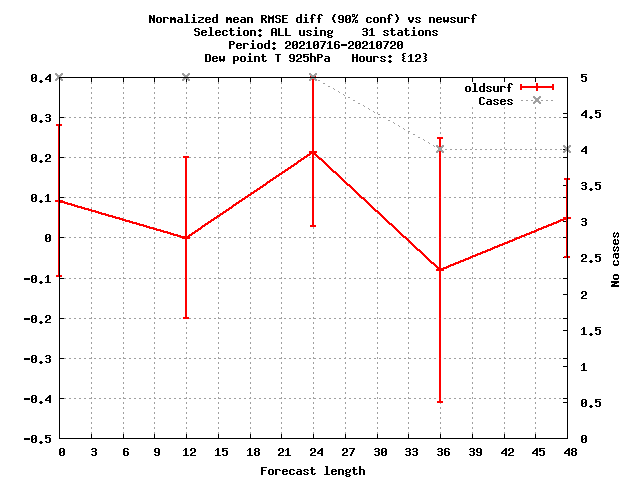 Normalized mean RMSE diff (90% conf) vs newsurf
Selection: ALL using    31 stations
Period: 20210716-20210720
Dew point T 925hPa   Hours: {12}
oldsurf
Cases
0.4
0.3
0.2
0.1
0
-0.1
-0.2
-0.3
-0.4
-0.5
5
4.5
4
3.5
3
2.5
2
1.5
1
0.5
0
No cases
0 3 6 9 12 15 18 21 24 27 30 33 36 39 42 45 48
Forecast length